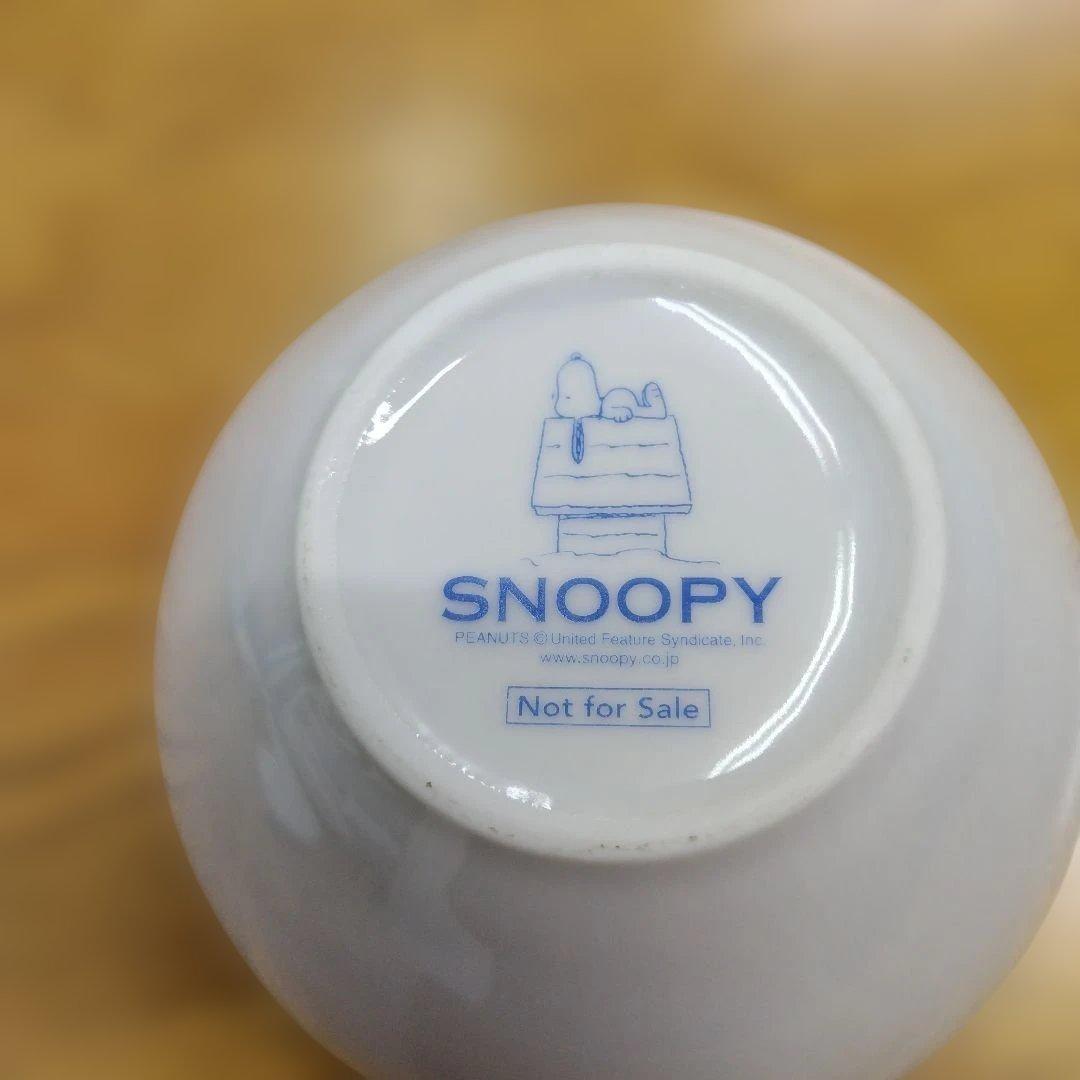 SNOOPY
PEANUTS © United Feature Syndicate, Inc.
www.snoopy.co.jp
Not for Sale